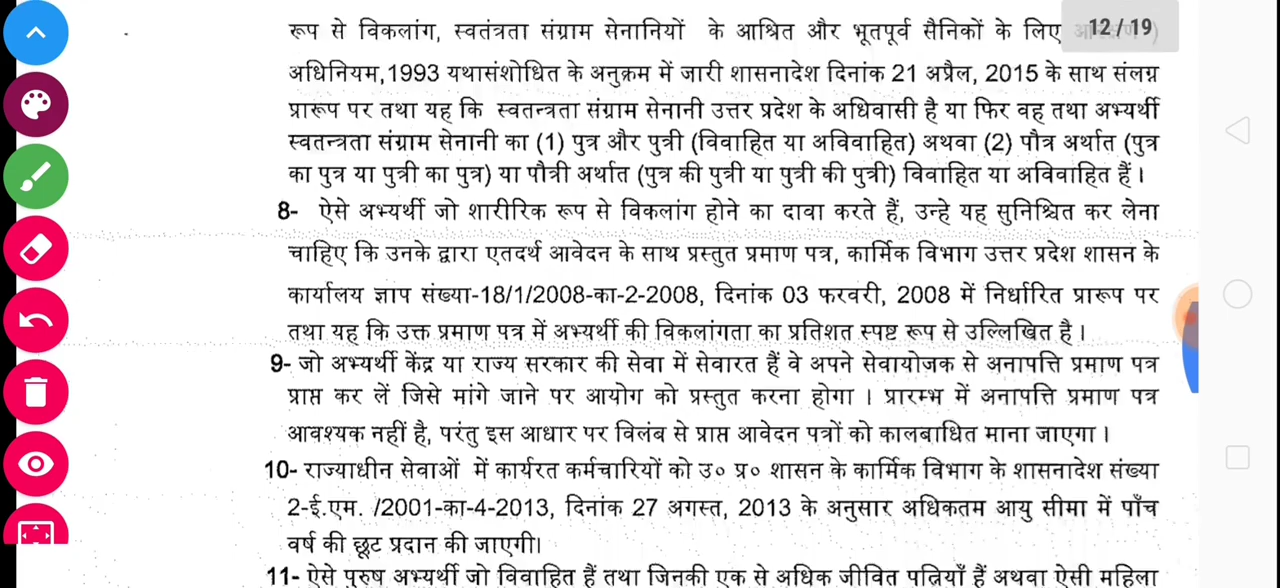 रूप से विकलांग, स्वतंत्रता संग्राम सेनानियों के आश्रित और भूतपूर्व सैनिकों के लिए
12 / 19
अधिनियम,1993 यथासंशोधित के अनुक्रम में जारी शासनादेश दिनांक 21 अप्रैल, 2015 के साथ संलग्न
प्रारूप पर तथा यह कि स्वतन्त्रता संग्राम सेनानी उत्तर प्रदेश के अधिवासी है या फिर वह तथा अभ्यर्थी
स्वतन्त्रता संग्राम सेनानी का (1) पुत्र और पुत्री (विवाहित या अविवाहित) अथवा (2) पौत्र अर्थात (पुत्र
का पुत्र या पुत्री का पुत्र) या पौत्री अर्थात (पुत्र की पुत्री या पुत्री की पुत्री) विवाहित या अविवाहित हैं।
8- ऐसे अभ्यर्थी जो शारीरिक रूप से विकलांग होने का दावा करते हैं, उन्हे यह सुनिश्चित कर लेना
चाहिए कि उनके द्वारा एतदर्थ आवेदन के साथ प्रस्तुत प्रमाण पत्र, कार्मिक विभाग उत्तर प्रदेश शासन के
कार्यालय ज्ञाप संख्या-18/1/2008-का-2-2008, दिनांक 03 फरवरी, 2008 में निर्धारित प्रारूप पर
तथा यह कि उक्त प्रमाण पत्र में अभ्यर्थी की विकलांगता का प्रतिशत स्पष्ट रूप से उल्लिखित है।
9- जो अभ्यर्थी केंद्र या राज्य सरकार की सेवा में सेवारत हैं वे अपने सेवायोजक से अनापत्ति प्रमाण पत्र
प्राप्त कर लें जिसे मांगे जाने पर आयोग को प्रस्तुत करना होगा । प्रारम्भ में अनापत्ति प्रमाण पत्र
आवश्यक नहीं है, परंतु इस आधार पर विलंब से प्राप्त आवेदन पत्रों को कालबाधित माना जाएगा ।
10- राज्याधीन सेवाओं में कार्यरत कर्मचारियों को उ० प्र० शासन के कार्मिक विभाग के शासनादेश संख्या
2-ई.एम. /2001-का-4-2013, दिनांक 27 अगस्त, 2013 के अनुसार अधिकतम आयु सीमा में पाँच
वर्ष की छूट प्रदान की जाएगी।
11- ऐसे पुरुष अभ्यर्थी जो विवाहित हैं तथा जिनकी एक से अधिक जीवित पत्नियाँ हैं अथवा ऐसी महिला